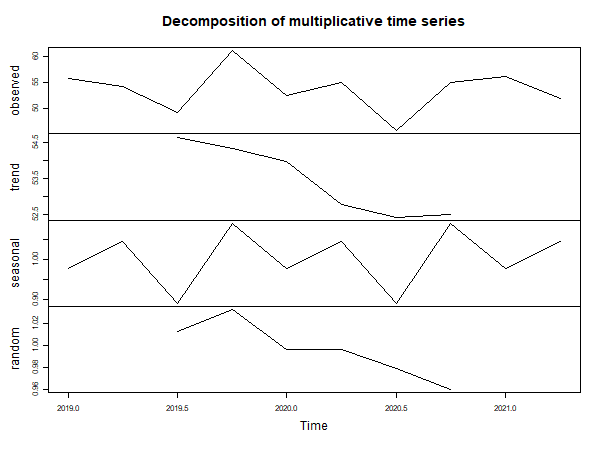 Decomposition of multiplicative time series
observed
60
55
50
trend
54.5
53.5
52.5
seasonal
1.00
0.90
random
1.02
1.00
0.98
0.96
2019.0 2019.5 2020.0 2020.5 2021.0
Time